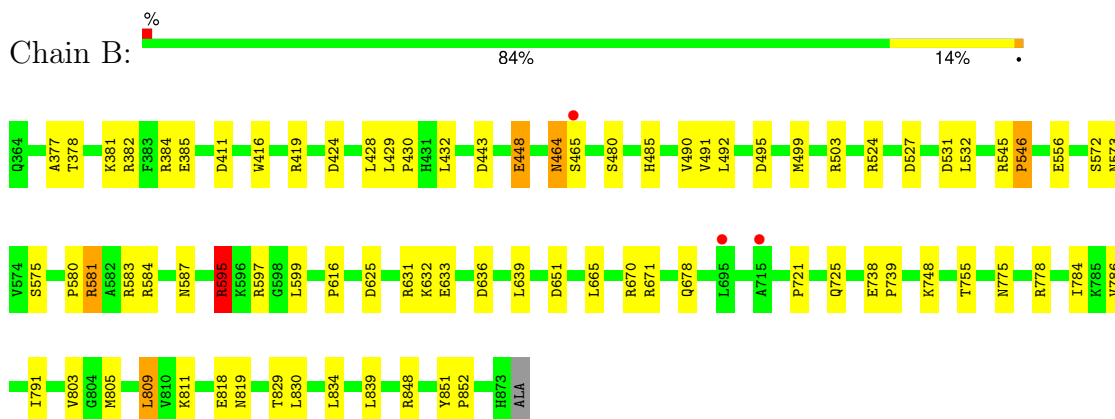 %
Chain B:
84% 14% •
Q364 A377 T378 K381 R382 F383 R384 E385 D411 W416 R419 D424 L428 L429 P430 H431 L432 D443 E448 N464 S465 S480 H485 V490 V491 L492 D495 M499 R503 R524 D527 D531 L532 R545 P546 E556 S572 N573
V574 S575 P580 R581 A582 R583 R584 N587 R595 K596 R597 G598 L599 P616 D625 R631 K632 E633 D636 L639 D651 L665 R670 R671 Q678 L695 A715 P721 Q725 E738 P739 K748 T755 N775 R778 I784 K785 V786
I791 V803 G804 M805 L809 V810 K811 E818 N819 T829 L830 L834 L839 R848 Y851 P852 H873 ALA